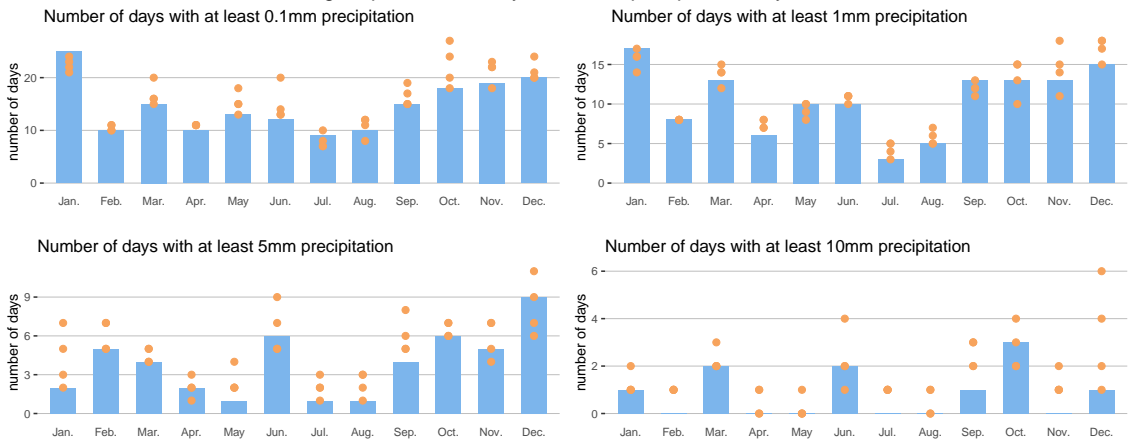 Number of days with at least 0.1mm precipitation
number of days
20
10
0
Jan. Feb. Mar. Apr. May Jun. Jul. Aug. Sep. Oct. Nov. Dec.
Number of days with at least 1mm precipitation
number of days
15
10
5
0
Jan. Feb. Mar. Apr. May Jun. Jul. Aug. Sep. Oct. Nov. Dec.
Number of days with at least 5mm precipitation
number of days
9
6
3
0
Jan. Feb. Mar. Apr. May Jun. Jul. Aug. Sep. Oct. Nov. Dec.
Number of days with at least 10mm precipitation
number of days
6
4
2
0
Jan. Feb. Mar. Apr. May Jun. Jul. Aug. Sep. Oct. Nov. Dec.